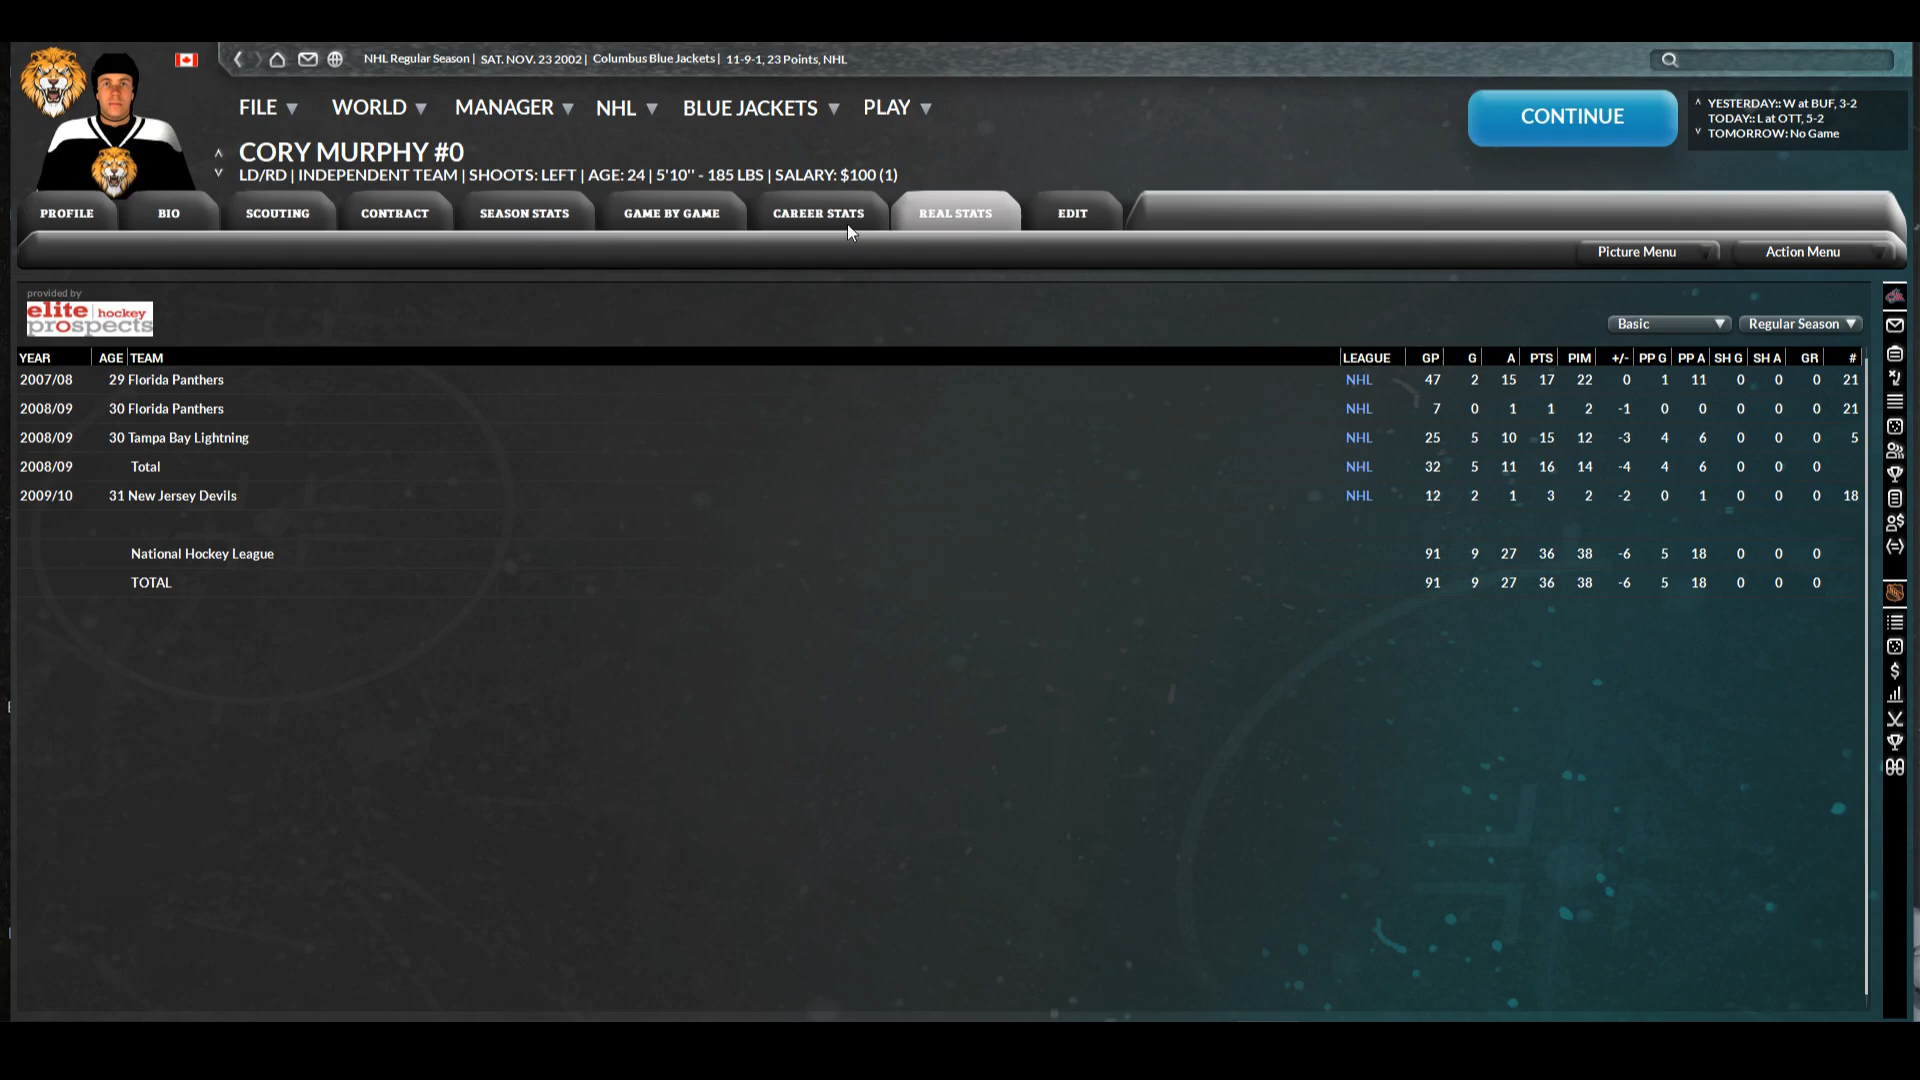 NHL Regular Season | SAT. NOV. 23 2002 | Columbus Blue Jackets | 11-9-1, 23 Points, NHL
FILE WORLD MANAGER NHL BLUE JACKETS PLAY
CONTINUE
YESTERDAY:: W at BUF, 3-2
TODAY:: L at OTT, 5-2
TOMORROW: No Game
CORY MURPHY #0
LD/RD | INDEPENDENT TEAM | SHOOTS: LEFT | AGE: 24 | 5'10'' - 185 LBS | SALARY: $100 (1)
PROFILE BIO SCOUTING CONTRACT SEASON STATS GAME BY GAME CAREER STATS REAL STATS EDIT
Picture Menu Action Menu
provided by
elite hockey
prospects
Basic Regular Season
YEAR AGE TEAM LEAGUE GP G A PTS PIM +/- PP G PP A SH G SH A GR #
2007/08 29 Florida Panthers NHL 47 2 15 17 22 0 1 11 0 0 0 21
2008/09 30 Florida Panthers NHL 7 0 1 1 2 -1 0 0 0 0 0 21
2008/09 30 Tampa Bay Lightning NHL 25 5 10 15 12 -3 4 6 0 0 0 5
2008/09 Total NHL 32 5 11 16 14 -4 4 6 0 0 0
2009/10 31 New Jersey Devils NHL 12 2 1 3 2 -2 0 1 0 0 0 18
National Hockey League 91 9 27 36 38 -6 5 18 0 0 0
TOTAL 91 9 27 36 38 -6 5 18 0 0 0